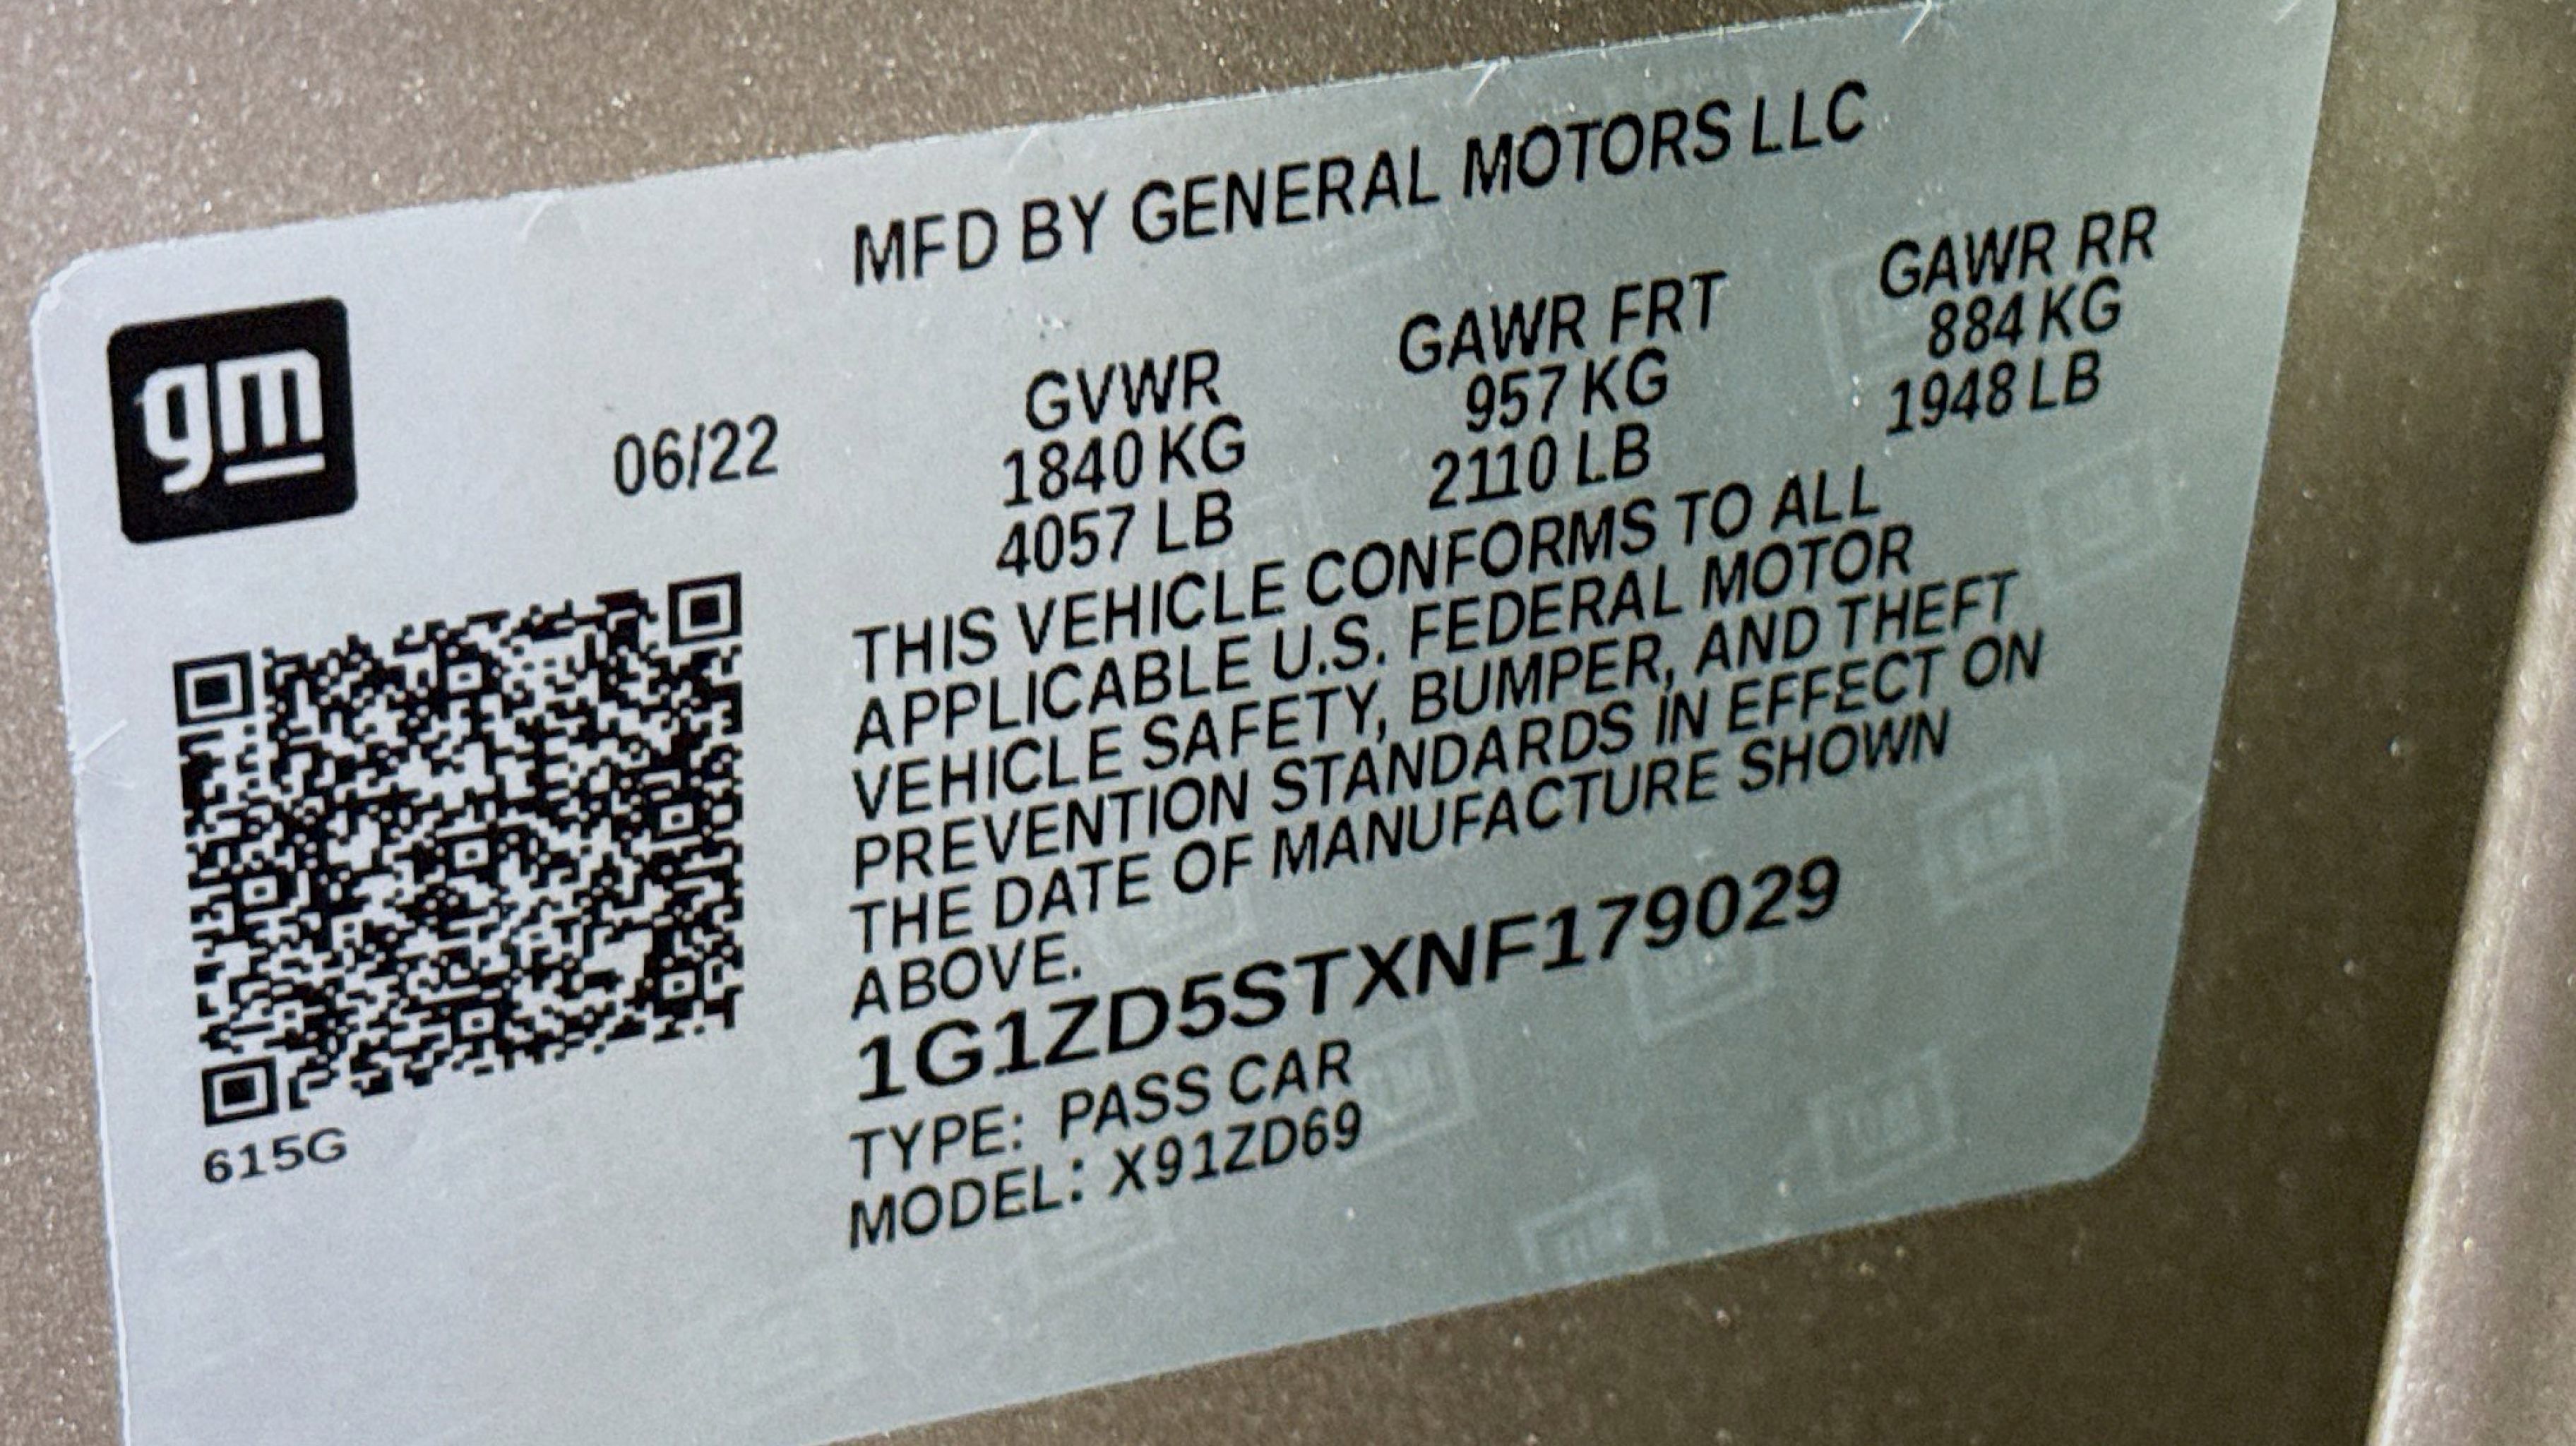 MFD BY GENERAL MOTORS LLC
gm
06/22
GVWR GAWR FRT GAWR RR
1840 KG 957 KG 884 KG
4057 LB 2110 LB 1948 LB
THIS VEHICLE CONFORMS TO ALL
APPLICABLE U.S. FEDERAL MOTOR
VEHICLE SAFETY, BUMPER, AND THEFT
PREVENTION STANDARDS IN EFFECT ON
THE DATE OF MANUFACTURE SHOWN
ABOVE.
1G1ZD5STXNF179029
TYPE: PASS CAR
MODEL: X91ZD69
615G